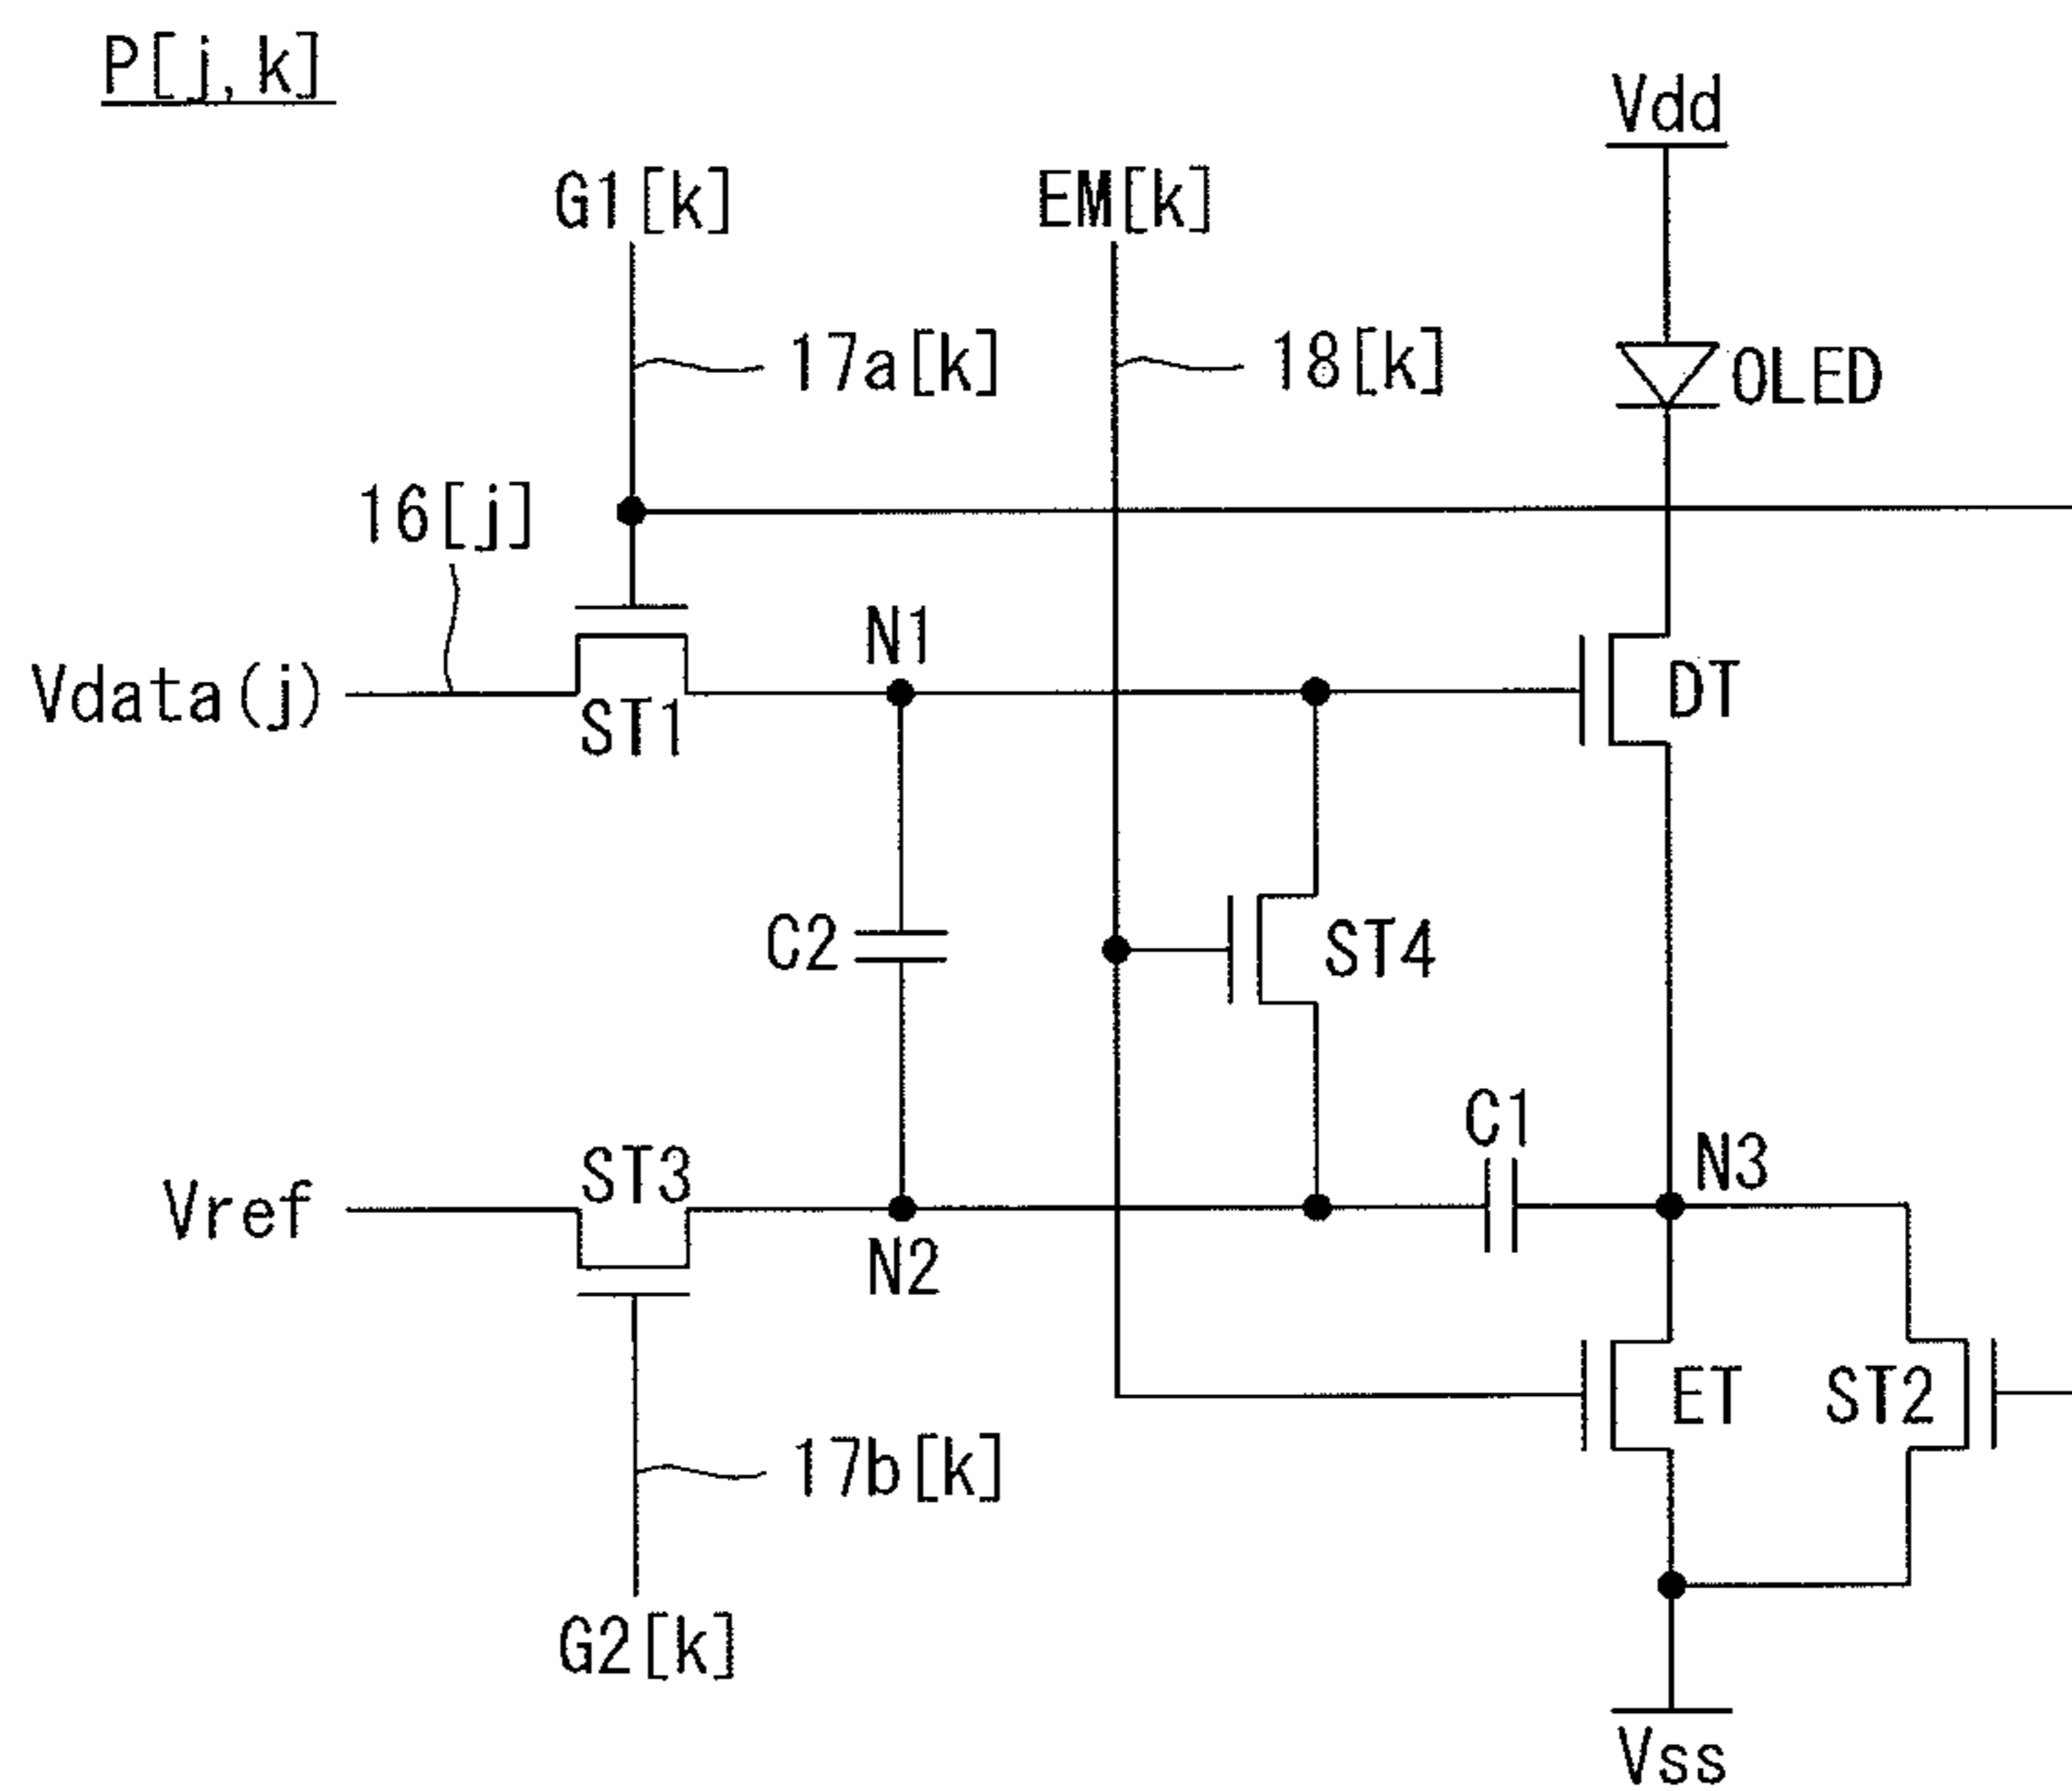 P[j,k]
Vdd
G1[k]
EM[k]
17a[k]
18[k]
OLED
16[j]
N1
Vdata(j)
ST1
DT
C2
ST4
C1
N3
ST3
Vref
N2
ET
ST2
17b[k]
G2[k]
Vss